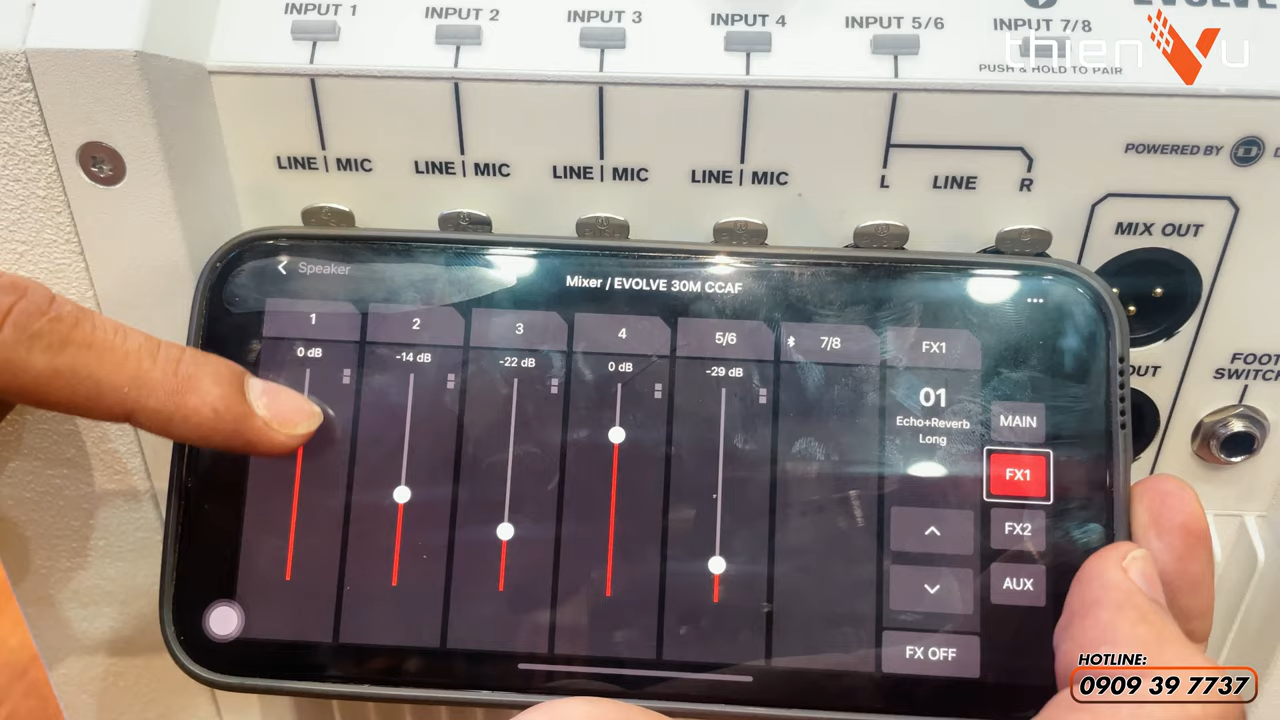 INPUT 1
INPUT 2
INPUT 3
INPUT 4
INPUT 5/6
INPUT 7/8
PUSH & HOLD TO PAIR
thien Vu
LINE | MIC
LINE | MIC
LINE | MIC
LINE | MIC
L LINE R
POWERED BY
MIX OUT
FOOT
SWITCH
Speaker
Mixer / EVOLVE 30M CCAF
1
0 dB
2
-14 dB
3
-22 dB
4
0 dB
5/6
-29 dB
7/8
FX1
01
Echo+Reverb
Long
FX OFF
MAIN
FX1
FX2
AUX
HOTLINE:
0909 39 7737